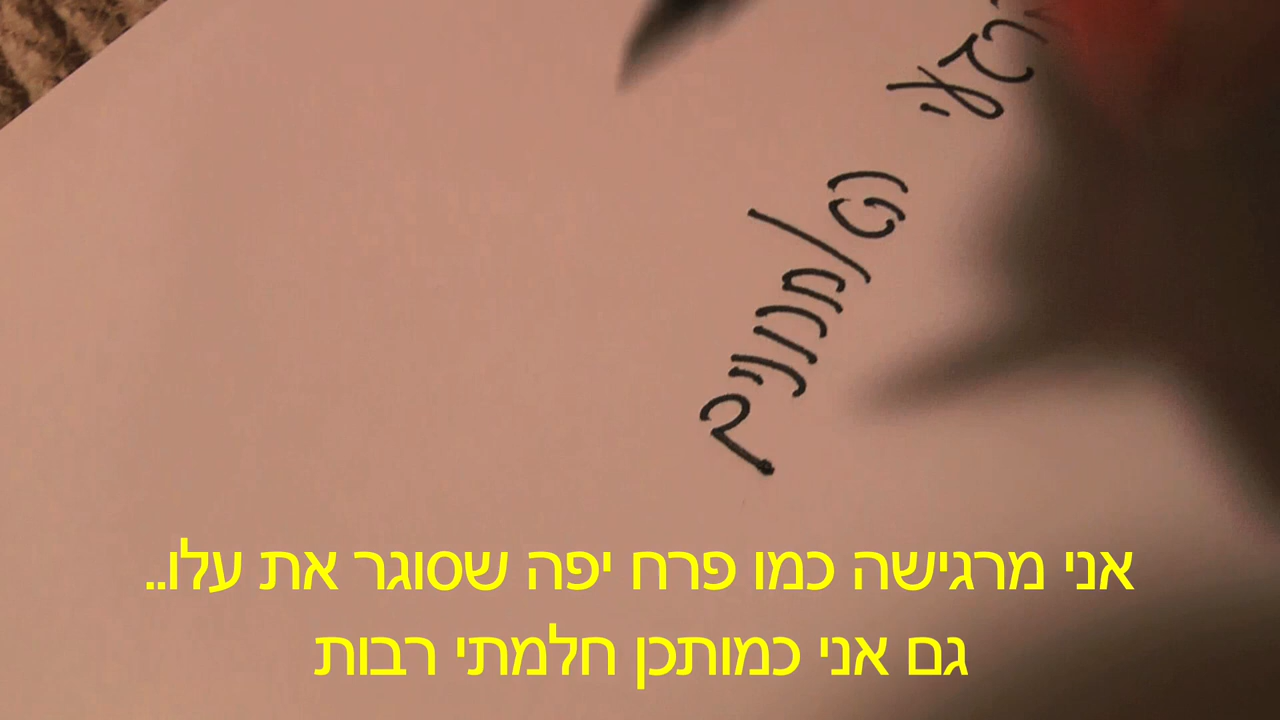 אני מרגישה כמו פרח יפה שסוגר את עלו..
גם אני כמותכן חלמתי רבות